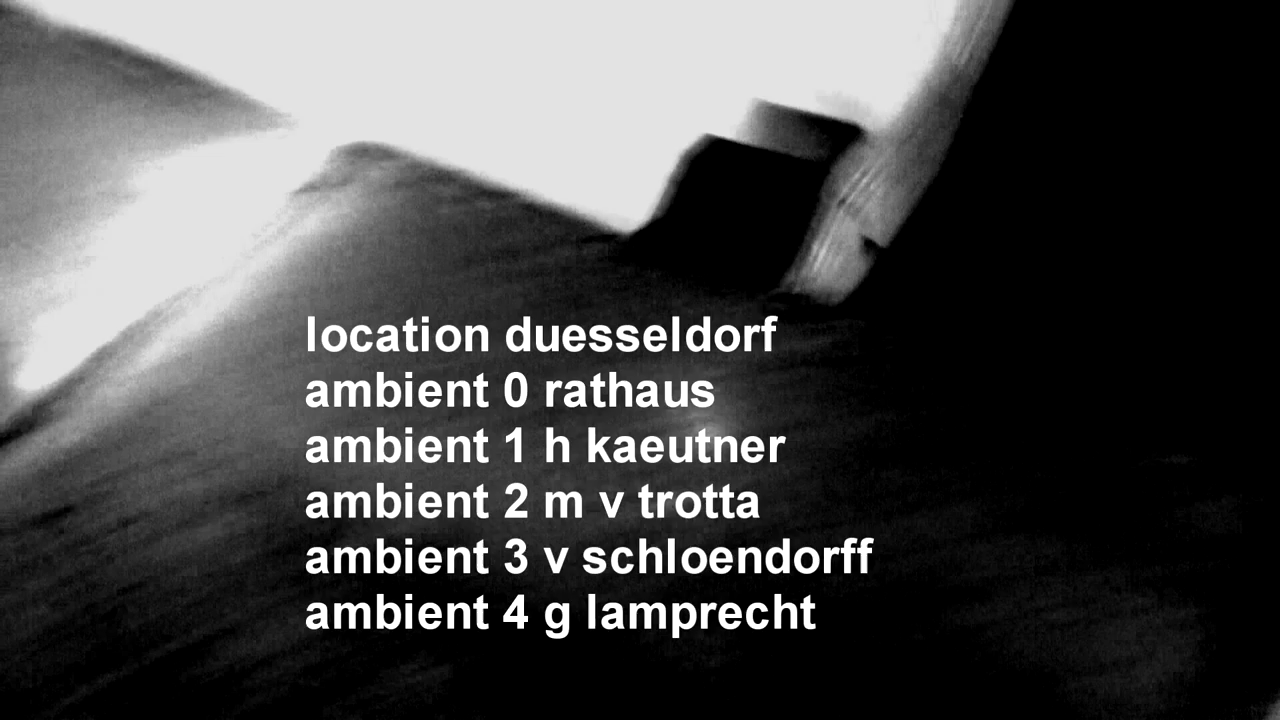 location duesseldorf
ambient 0 rathaus
ambient 1 h kaeutner
ambient 2 m v trotta
ambient 3 v schloendorff
ambient 4 g lamprecht